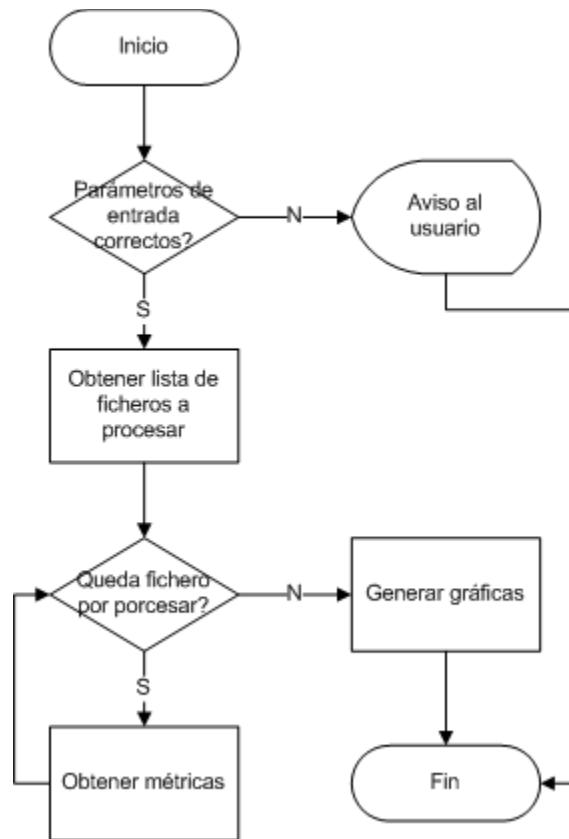 Inicio
Parámetros de
entrada
correctos?
N
Aviso al
usuario
S
Obtener lista de
ficheros a
procesar
Queda fichero
por porcesar?
N
Generar gráficas
S
Obtener métricas
Fin